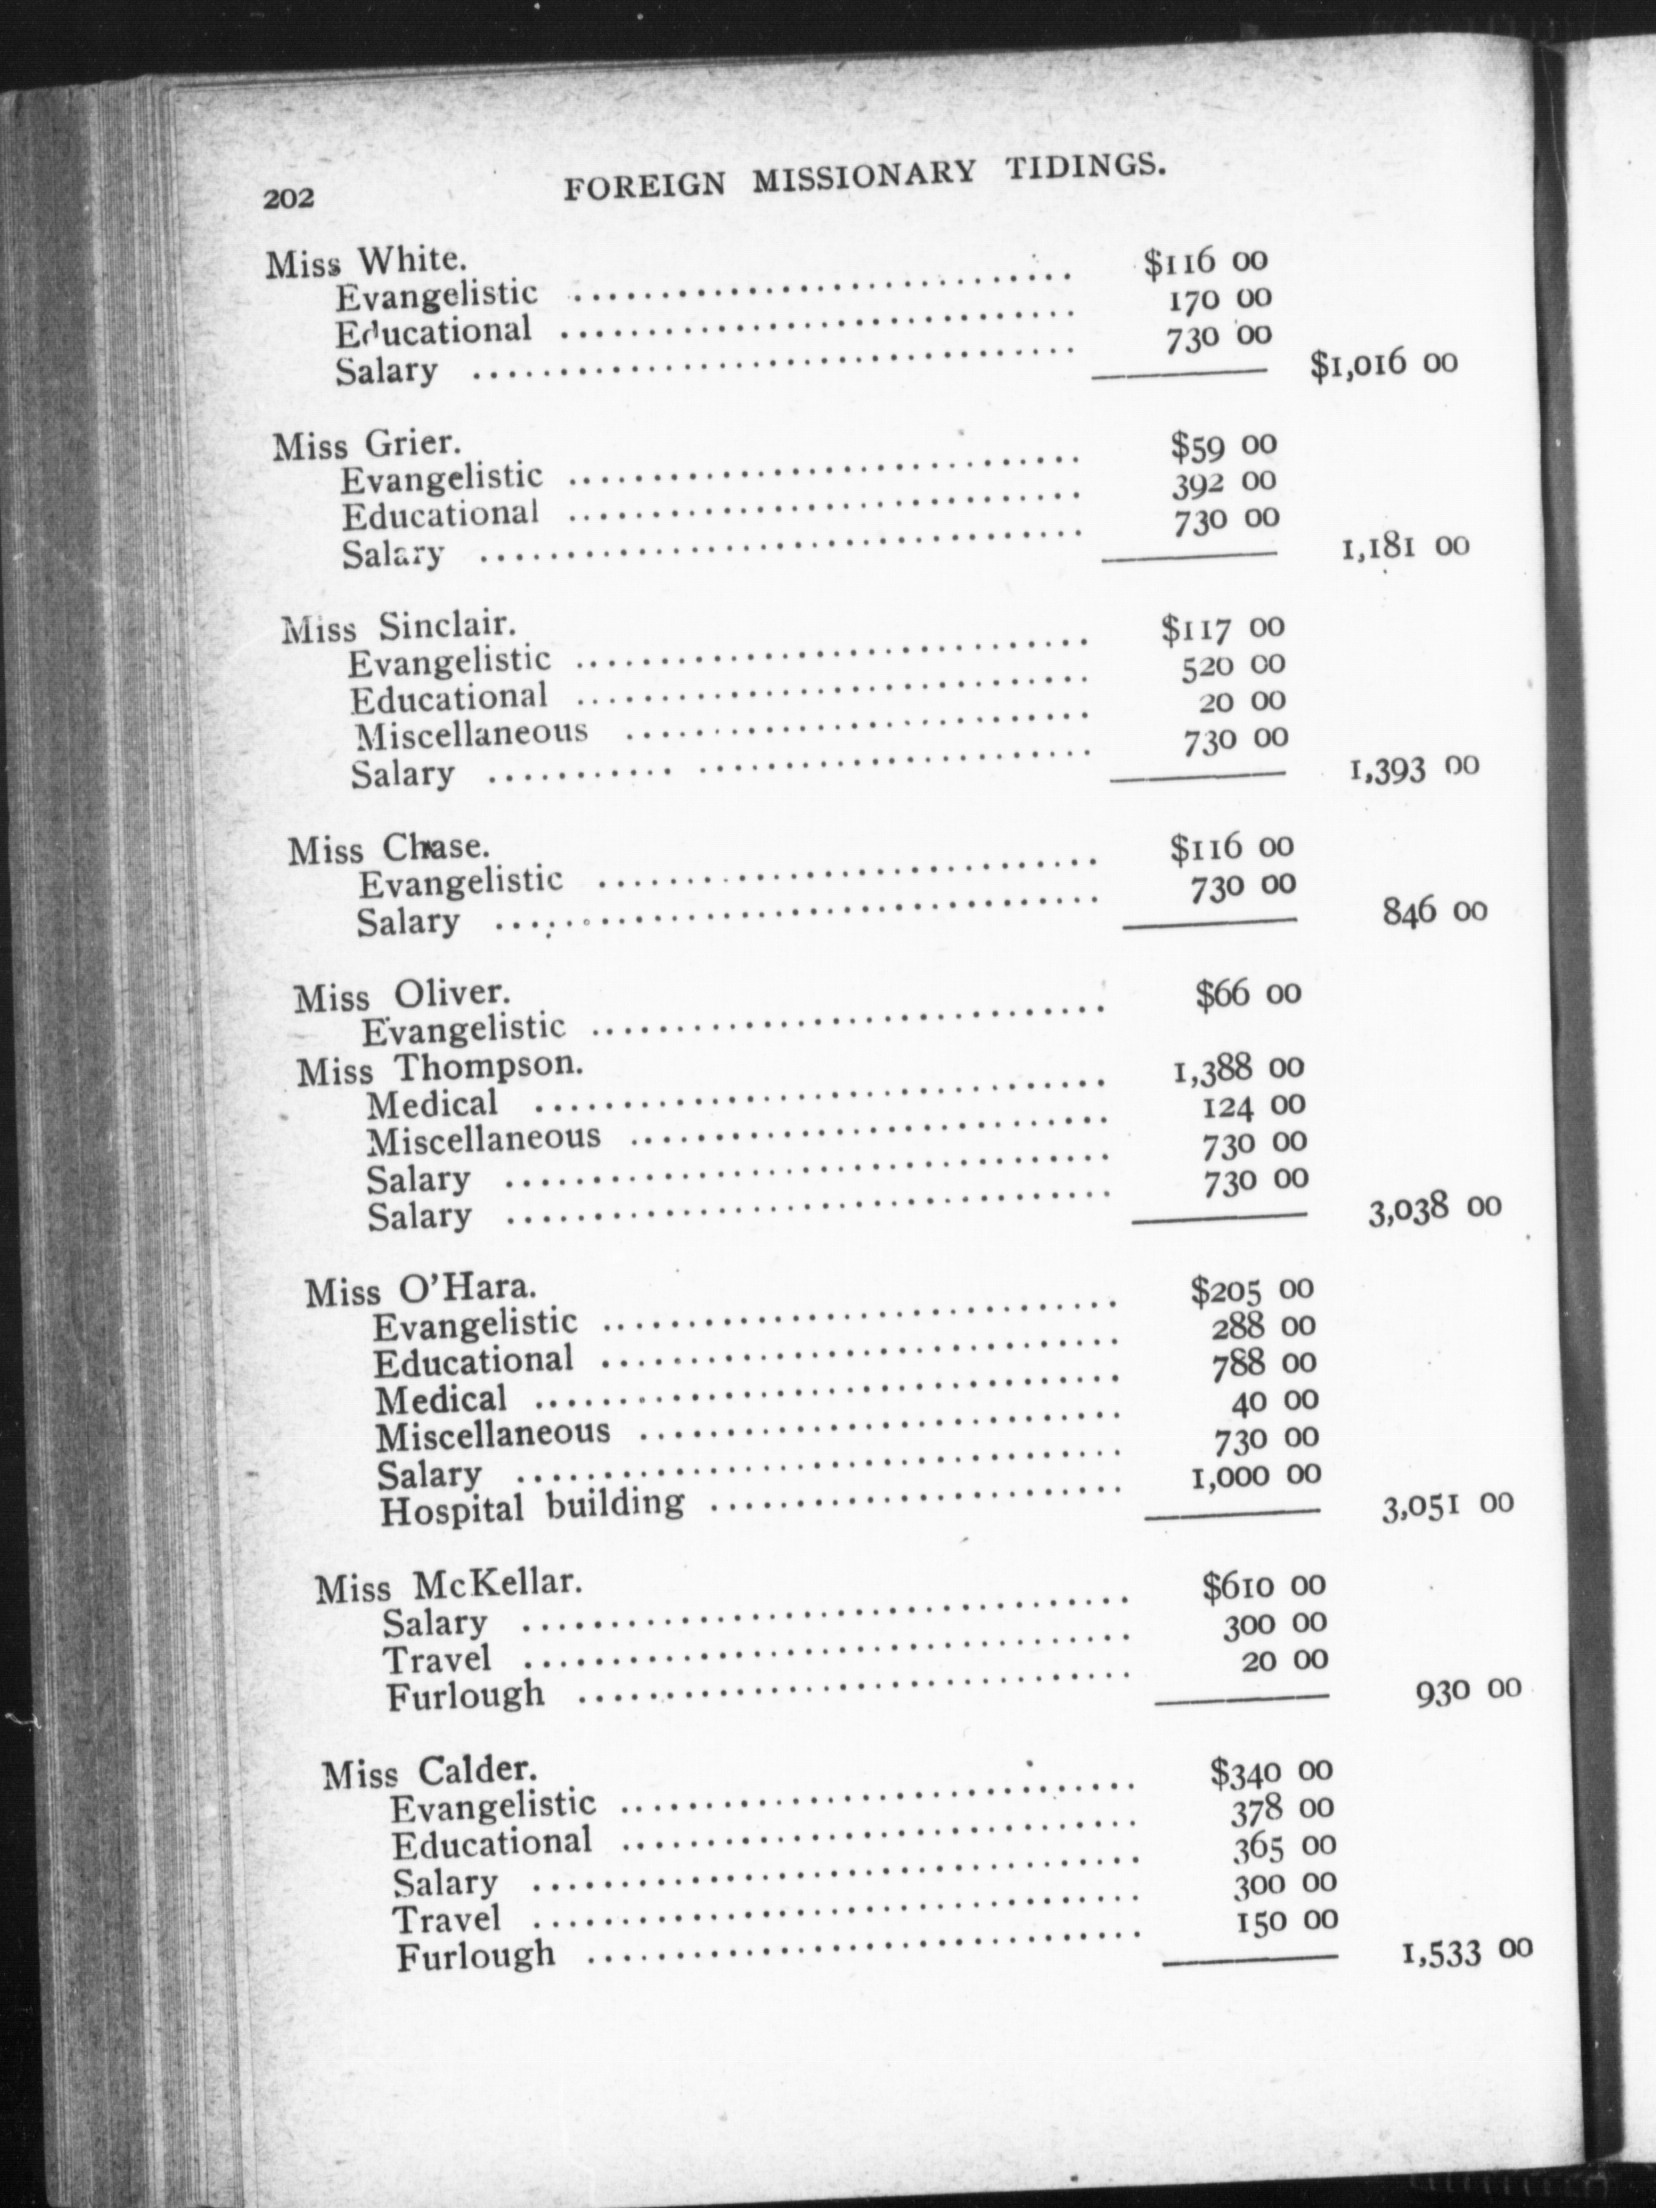 202 FOREIGN MISSIONARY TIDINGS.
Miss White.
Evangelistic .............................. $116 00
Educational .............................. 170 00
Salary .............................. 730 00
$1,016 00
Miss Grier.
Evangelistic .............................. $59 00
Educational .............................. 392 00
Salary .............................. 730 00
1,181 00
Miss Sinclair.
Evangelistic .............................. $117 00
Educational .............................. 520 00
Miscellaneous .............................. 20 00
Salary .............................. 730 00
1,393 00
Miss Chase.
Evangelistic .............................. $116 00
Salary .............................. 730 00
846 00
Miss Oliver.
Evangelistic .............................. $66 00
Miss Thompson.
Medical .............................. 1,388 00
Miscellaneous .............................. 124 00
Salary .............................. 730 00
Salary .............................. 730 00
3,038 00
Miss O'Hara.
Evangelistic .............................. $205 00
Educational .............................. 288 00
Medical .............................. 788 00
Miscellaneous .............................. 40 00
Salary .............................. 730 00
Hospital building .............................. 1,000 00
3,051 00
Miss McKellar.
Salary .............................. $610 00
Travel .............................. 300 00
Furlough .............................. 20 00
930 00
Miss Calder.
Evangelistic .............................. $340 00
Educational .............................. 378 00
Salary .............................. 365 00
Travel .............................. 300 00
Furlough .............................. 150 00
1,533 00